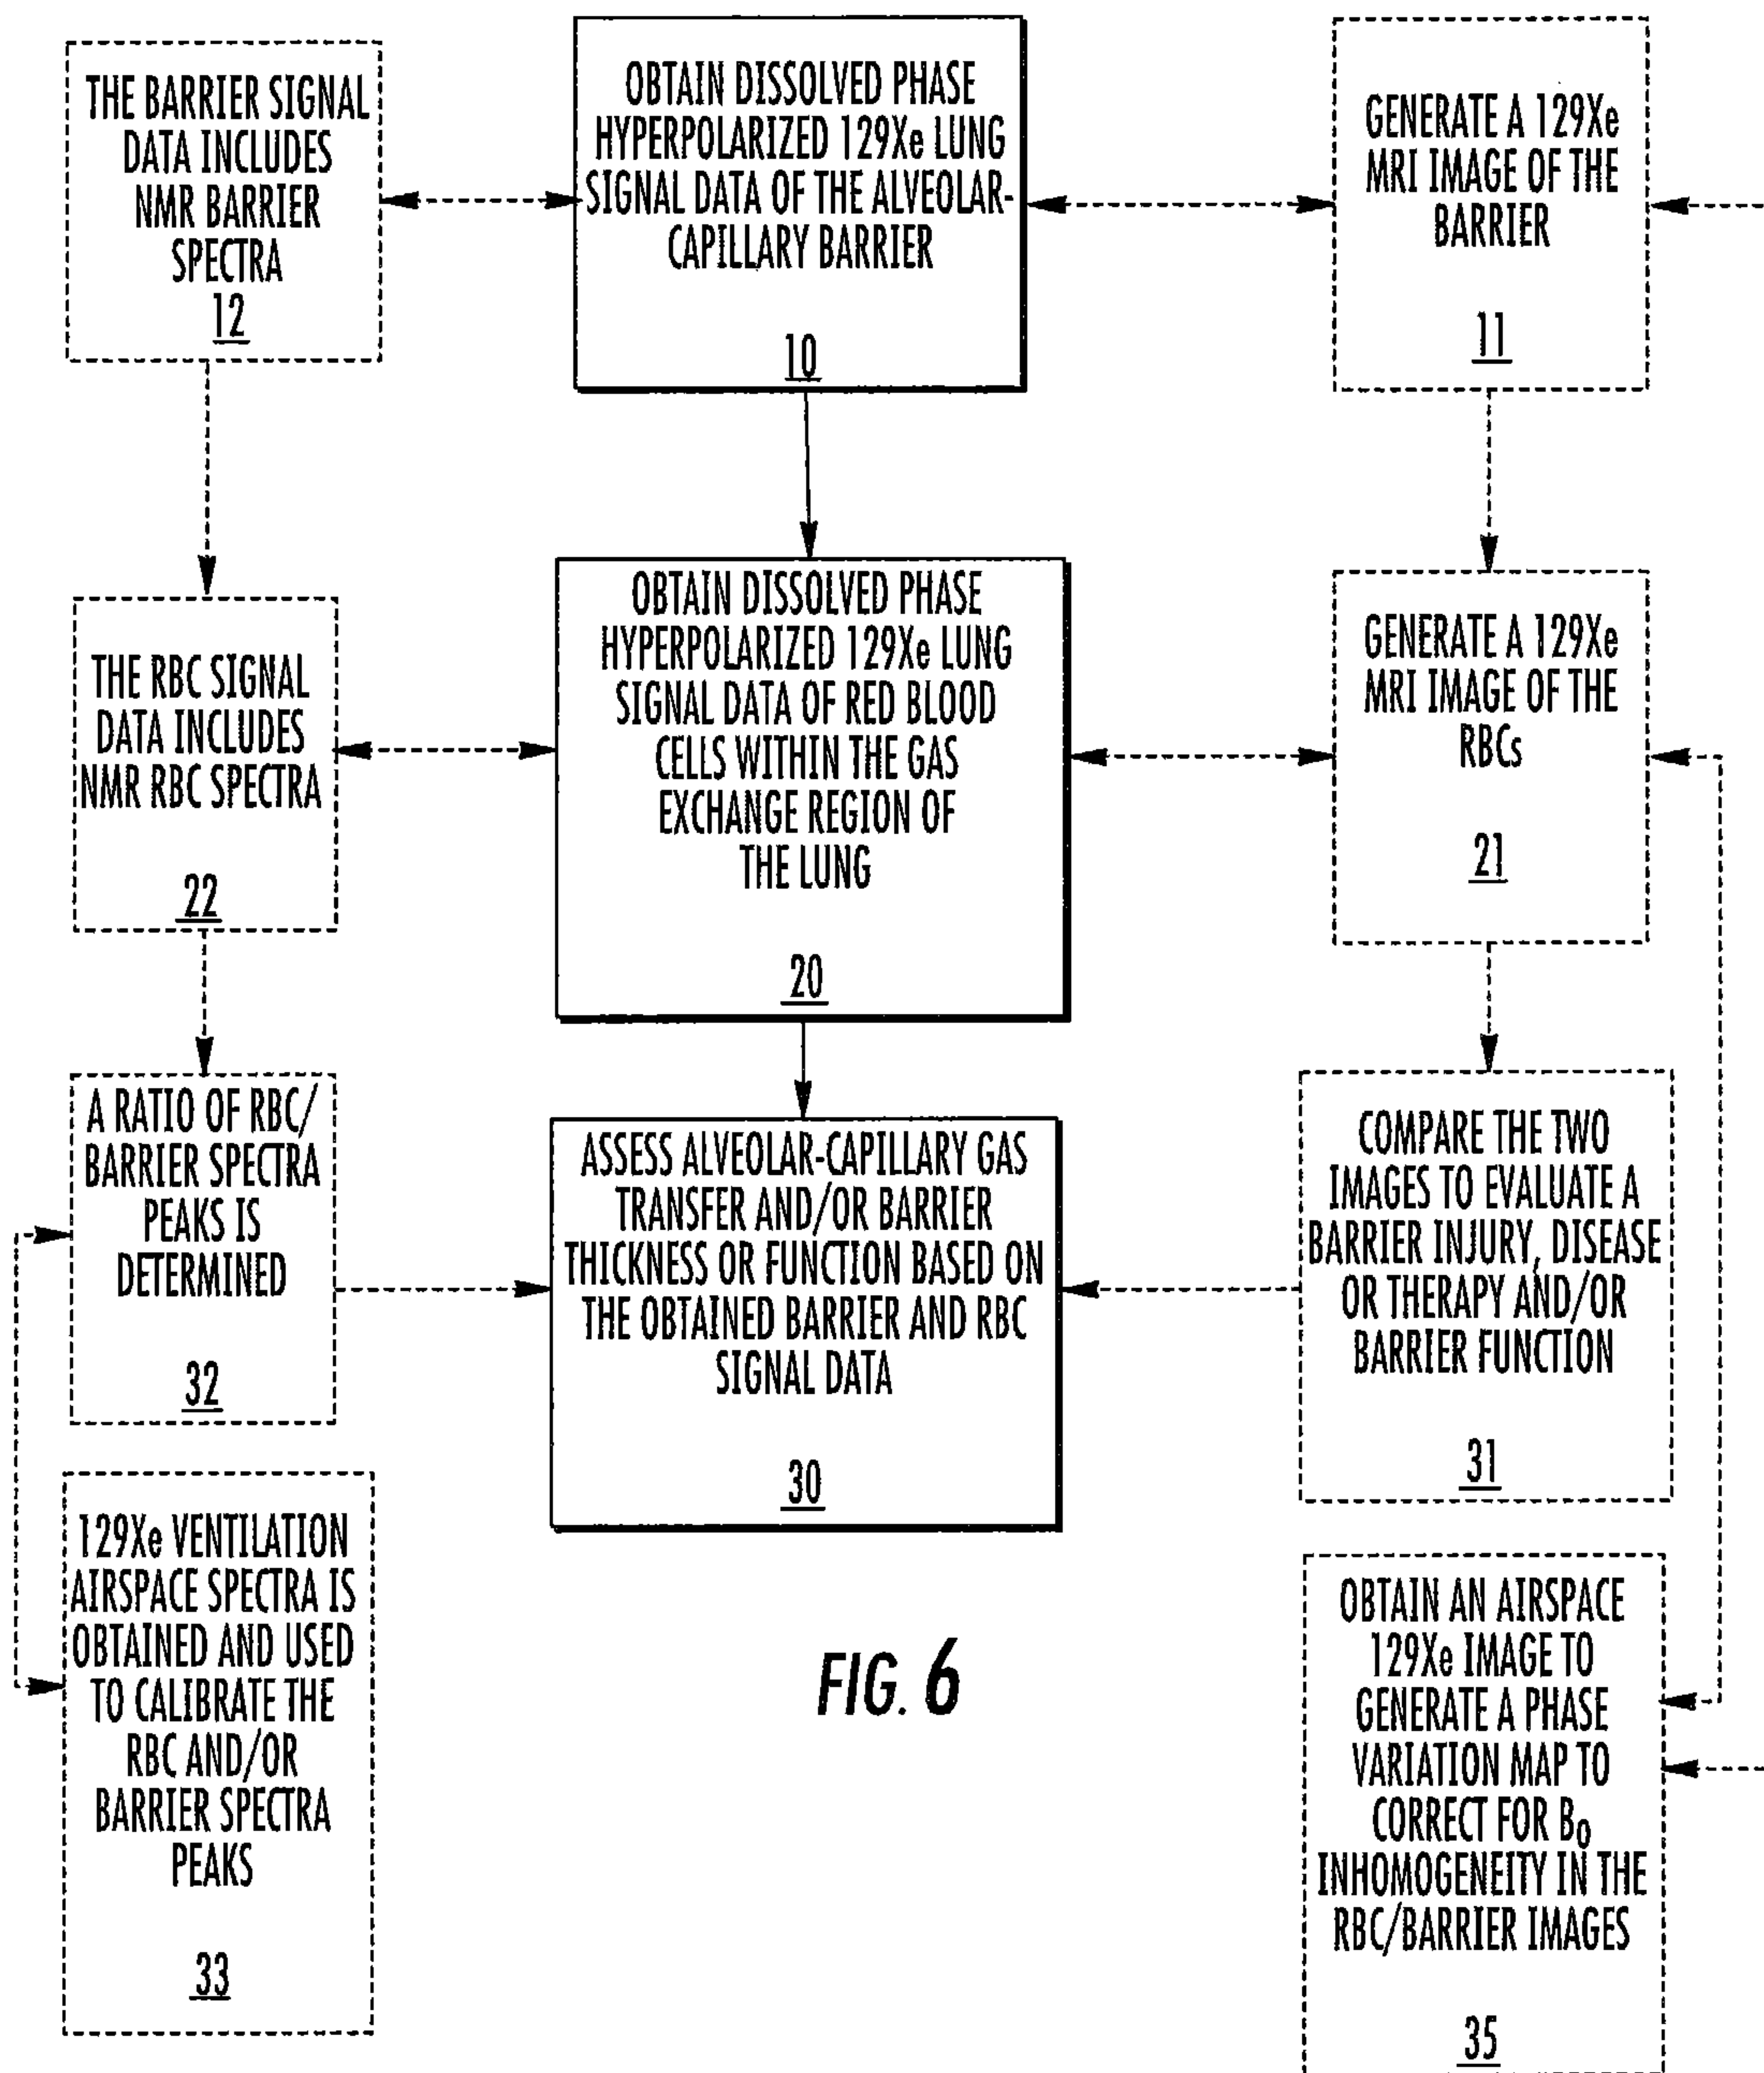 THE BARRIER SIGNAL
DATA INCLUDES
NMR BARRIER
SPECTRA
12
OBTAIN DISSOLVED PHASE
HYPERPOLARIZED 129Xe LUNG
SIGNAL DATA OF THE ALVEOLAR-
CAPILLARY BARRIER
10
GENERATE A 129Xe
MRI IMAGE OF THE
BARRIER
11
THE RBC SIGNAL
DATA INCLUDES
NMR RBC SPECTRA
22
OBTAIN DISSOLVED PHASE
HYPERPOLARIZED 129Xe LUNG
SIGNAL DATA OF RED BLOOD
CELLS WITHIN THE GAS
EXCHANGE REGION OF
THE LUNG
20
GENERATE A 129Xe
MRI IMAGE OF THE
RBCs
21
A RATIO OF RBC/
BARRIER SPECTRA
PEAKS IS
DETERMINED
32
ASSESS ALVEOLAR-CAPILLARY GAS
TRANSFER AND/OR BARRIER
THICKNESS OR FUNCTION BASED ON
THE OBTAINED BARRIER AND RBC
SIGNAL DATA
30
COMPARE THE TWO
IMAGES TO EVALUATE A
BARRIER INJURY, DISEASE
OR THERAPY AND/OR
BARRIER FUNCTION
31
129Xe VENTILATION
AIRSPACE SPECTRA IS
OBTAINED AND USED
TO CALIBRATE THE
RBC AND/OR
BARRIER SPECTRA
PEAKS
33
OBTAIN AN AIRSPACE
129Xe IMAGE TO
GENERATE A PHASE
VARIATION MAP TO
CORRECT FOR B₀
INHOMOGENEITY IN THE
RBC/BARRIER IMAGES
35
FIG. 6